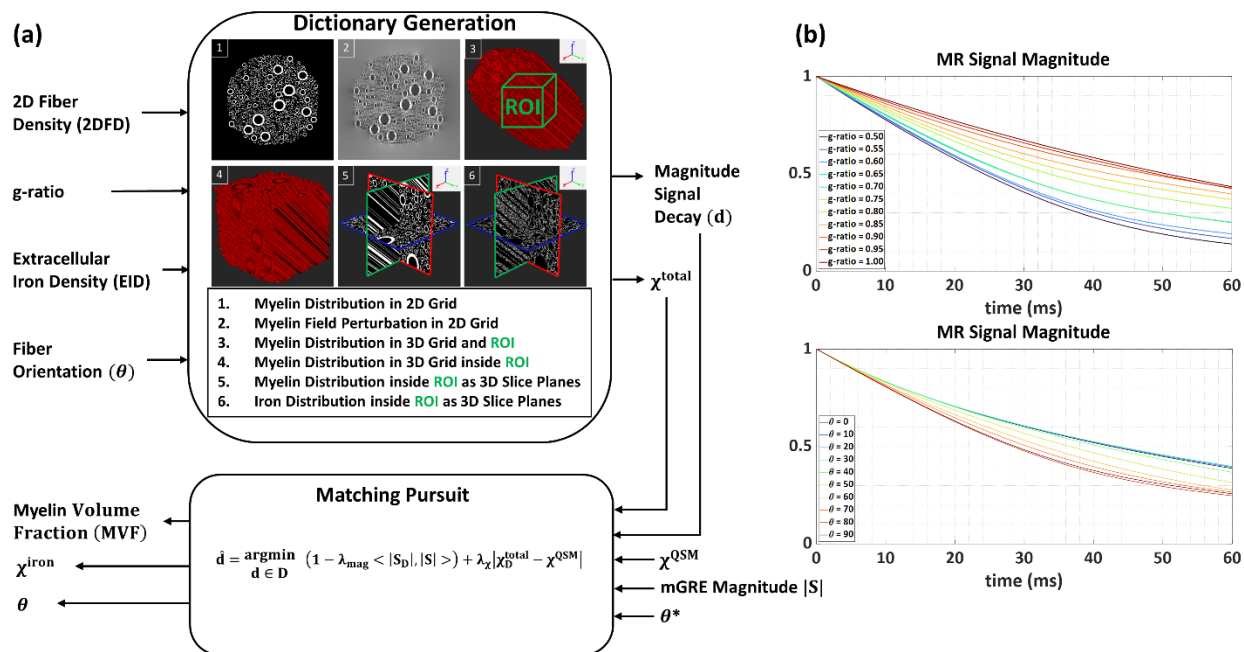 (a)
Dictionary Generation
1
2
3
ROI
4
5
6
1. Myelin Distribution in 2D Grid
2. Myelin Field Perturbation in 2D Grid
3. Myelin Distribution in 3D Grid and ROI
4. Myelin Distribution in 3D Grid inside ROI
5. Myelin Distribution inside ROI as 3D Slice Planes
6. Iron Distribution inside ROI as 3D Slice Planes
2D Fiber
Density (2DFD)
g-ratio
Extracellular
Iron Density (EID)
Fiber
Orientation (θ)
Magnitude
Signal
Decay (d)
χ^total
Matching Pursuit
d̂ = argmin (1 − λ_mag < |S_D|, |S| >) + λ_χ|χ_D^total − χ^QSM|
d ∈ D
Myelin Volume
Fraction (MVF)
χ^iron
θ
χ^QSM
mGRE Magnitude |S|
θ*
(b)
MR Signal Magnitude
1
0.5
0
g-ratio = 0.50
g-ratio = 0.55
g-ratio = 0.60
g-ratio = 0.65
g-ratio = 0.70
g-ratio = 0.75
g-ratio = 0.80
g-ratio = 0.85
g-ratio = 0.90
g-ratio = 0.95
g-ratio = 1.00
0 10 20 30 40 50 60
time (ms)
MR Signal Magnitude
1
0.5
0
θ = 0
θ = 10
θ = 20
θ = 30
θ = 40
θ = 50
θ = 60
θ = 70
θ = 80
θ = 90
0 10 20 30 40 50 60
time (ms)